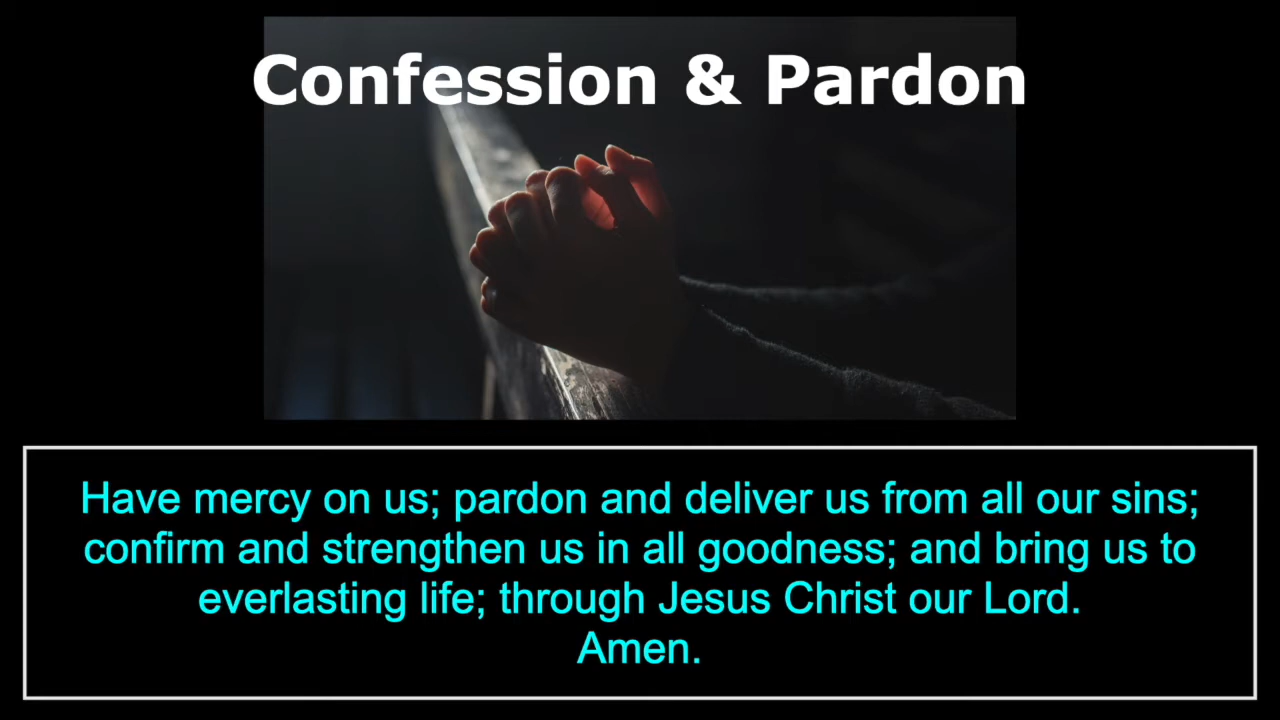 Confession & Pardon
Have mercy on us; pardon and deliver us from all our sins;
confirm and strengthen us in all goodness; and bring us to
everlasting life; through Jesus Christ our Lord.
Amen.